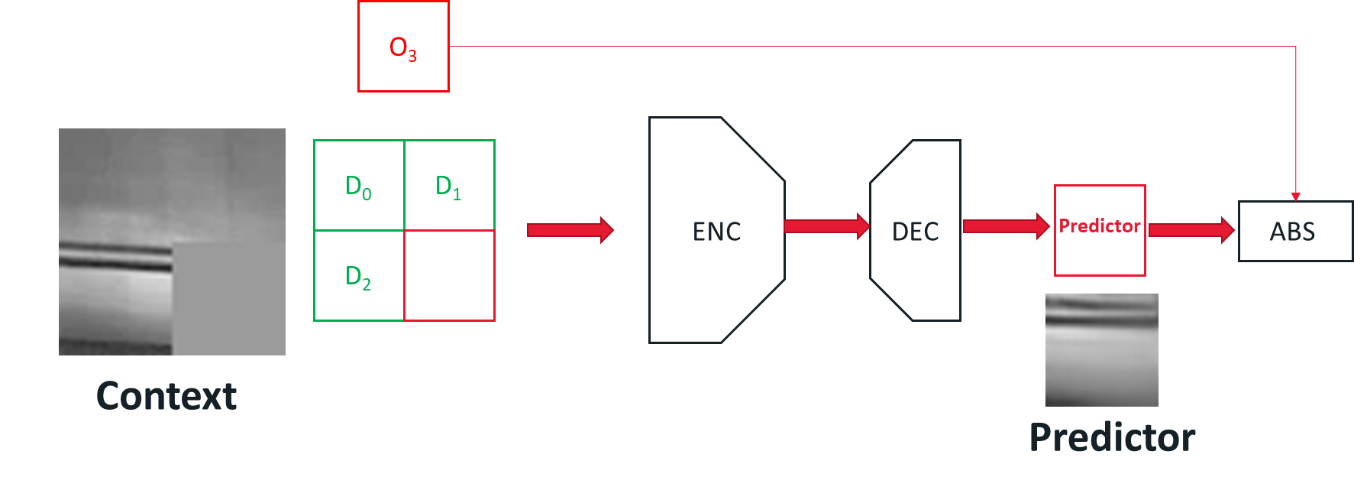 O₃
D₀ D₁
D₂
ENC
DEC
Predictor
ABS
Context
Predictor